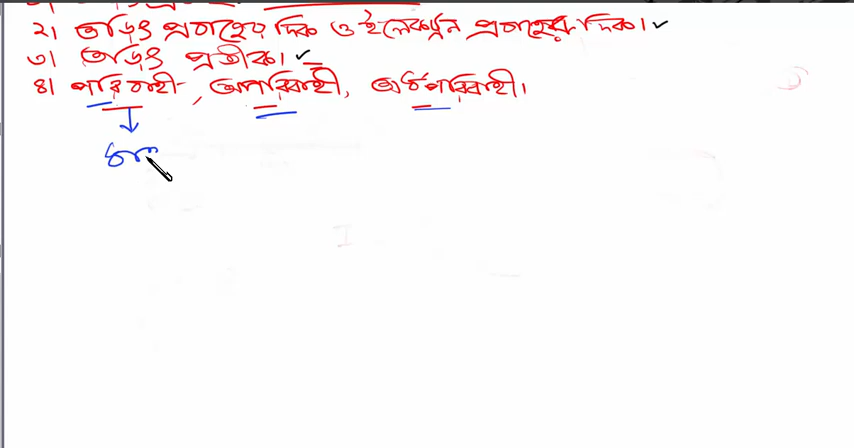 ২। তড়িৎ প্রবাহের দিক ও ইলেকট্রন প্রবাহের দিক।
৩। তড়িৎ প্রতীক।
৪। পরিবাহী, অপরিবাহী, অর্ধপরিবাহী।